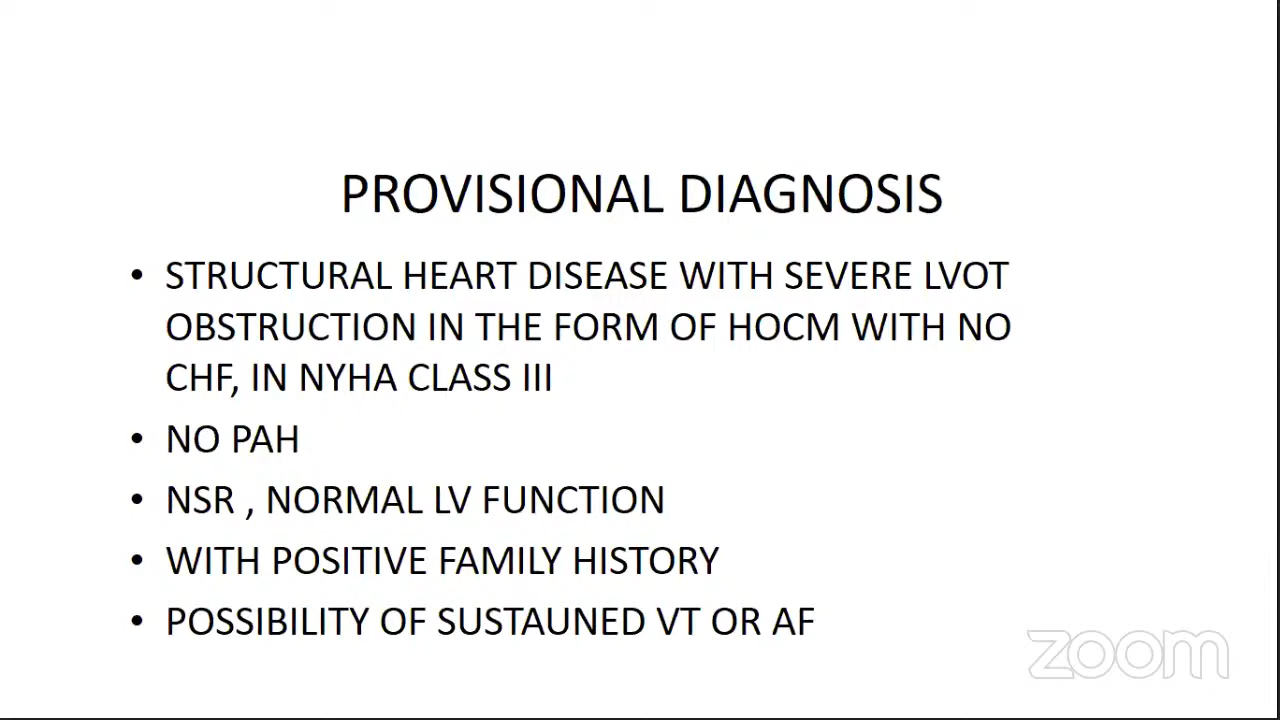 PROVISIONAL DIAGNOSIS
• STRUCTURAL HEART DISEASE WITH SEVERE LVOT
OBSTRUCTION IN THE FORM OF HOCM WITH NO
CHF, IN NYHA CLASS III
• NO PAH
• NSR , NORMAL LV FUNCTION
• WITH POSITIVE FAMILY HISTORY
• POSSIBILITY OF SUSTAUNED VT OR AF
zoom